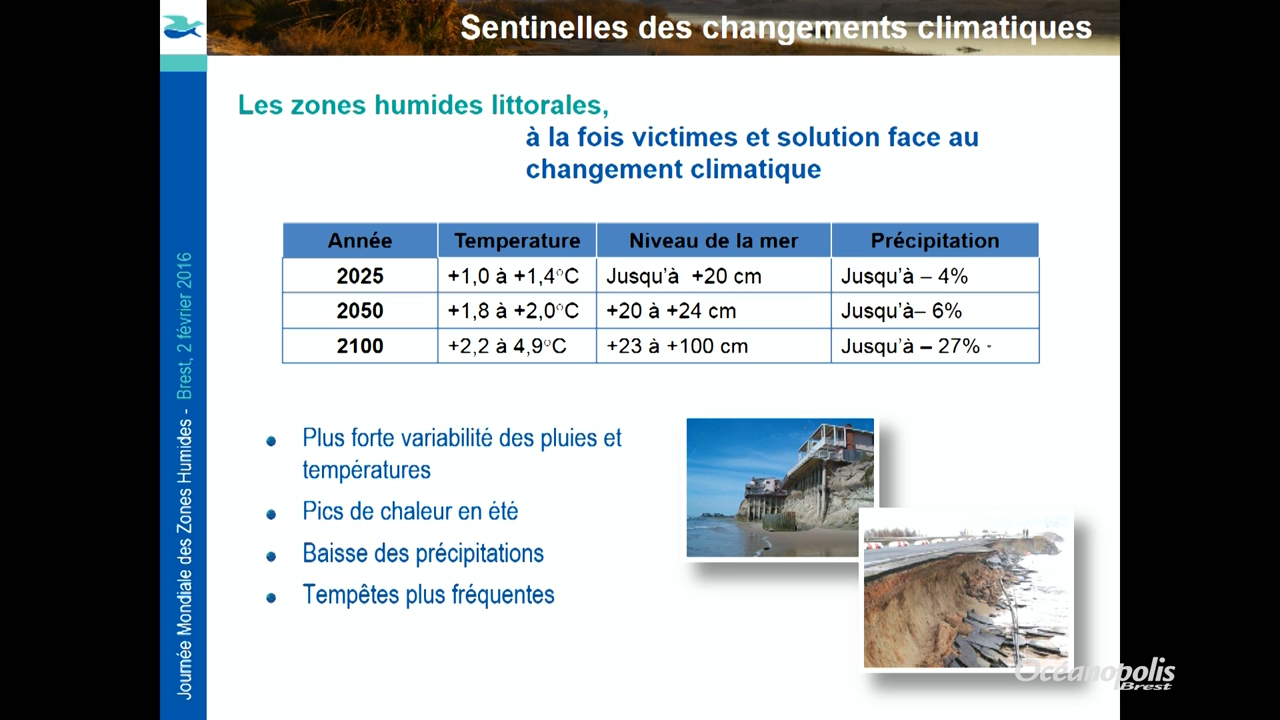 Sentinelles des changements climatiques
Les zones humides littorales,
à la fois victimes et solution face au
changement climatique
Année Temperature Niveau de la mer Précipitation
2025 +1,0 à +1,4°C Jusqu'à +20 cm Jusqu'à – 4%
2050 +1,8 à +2,0°C +20 à +24 cm Jusqu'à– 6%
2100 +2,2 à 4,9°C +23 à +100 cm Jusqu'à – 27%
• Plus forte variabilité des pluies et
températures
• Pics de chaleur en été
• Baisse des précipitations
• Tempêtes plus fréquentes
Journée Mondiale des Zones Humides - Brest, 2 février 2016
Océanopolis
Brest